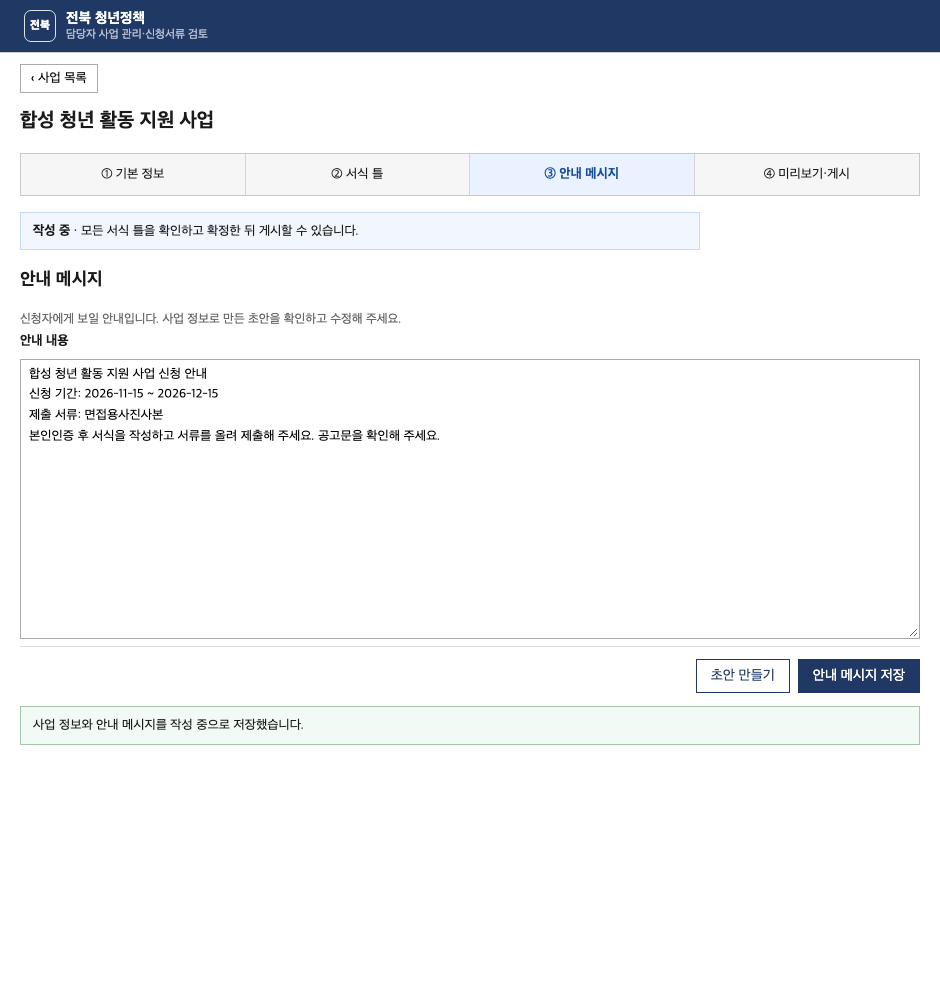 전북
전북 청년정책
담당자 사업 관리·신청서류 검토
‹ 사업 목록
합성 청년 활동 지원 사업
① 기본 정보
② 서식 틀
③ 안내 메시지
④ 미리보기·게시
작성 중 · 모든 서식 틀을 확인하고 확정한 뒤 게시할 수 있습니다.
안내 메시지
신청자에게 보일 안내입니다. 사업 정보로 만든 초안을 확인하고 수정해 주세요.
안내 내용
합성 청년 활동 지원 사업 신청 안내
신청 기간: 2026-11-15 ~ 2026-12-15
제출 서류: 면접용사진사본
본인인증 후 서식을 작성하고 서류를 올려 제출해 주세요. 공고문을 확인해 주세요.
초안 만들기
안내 메시지 저장
사업 정보와 안내 메시지를 작성 중으로 저장했습니다.